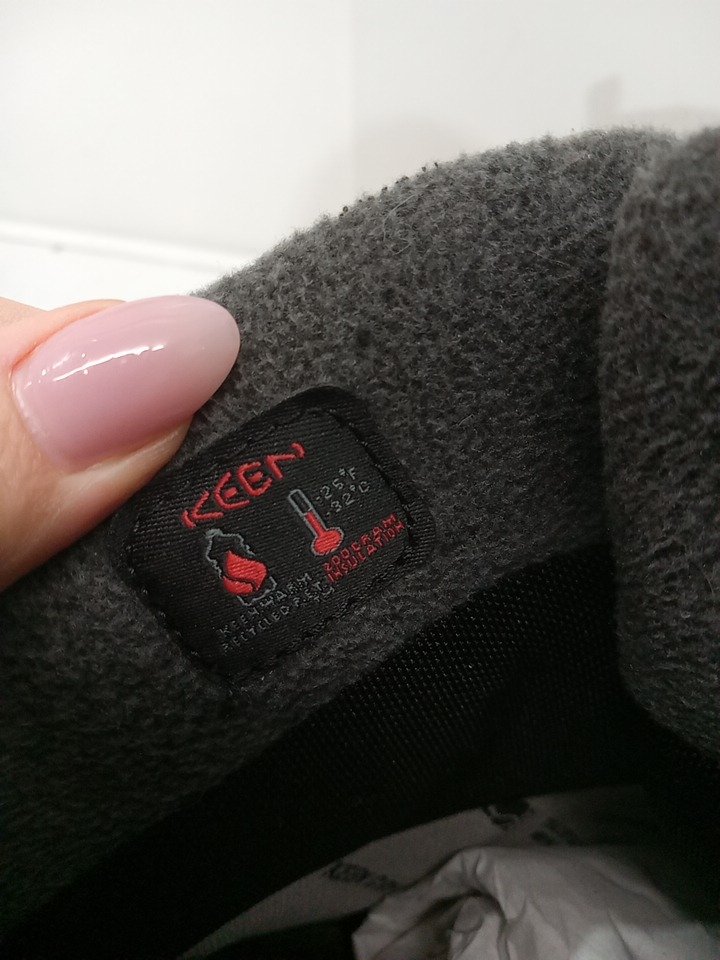 KEEN
-25°F
-32°C
200 GRAM
INSULATION
KEEN WARM
RECYCLED P.E.T.